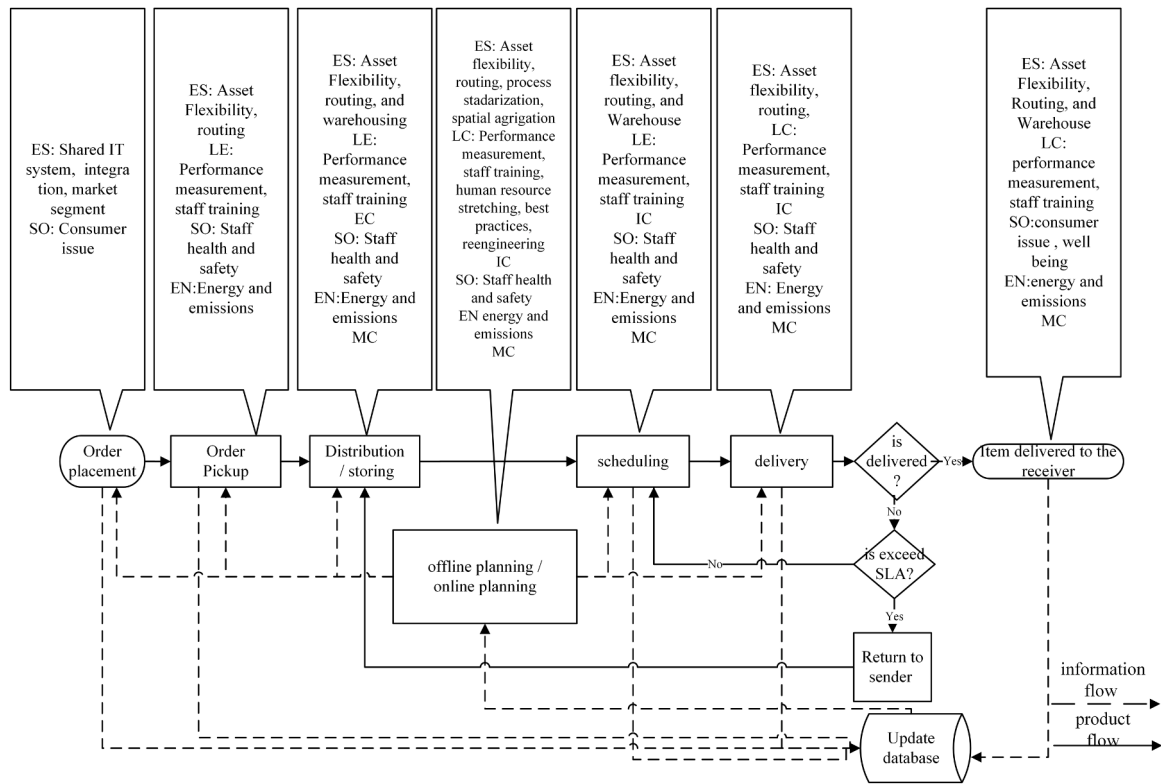 ES: Shared IT
system,  integra
tion, market
segment
SO: Consumer
issue
ES: Asset
Flexibility,
routing
LE:
Performance
measurement,
staff training
SO: Staff
health and
safety
EN:Energy and
emissions
ES: Asset
Flexibility,
routing, and
warehousing
LE:
Performance
measurement,
staff training
EC
SO: Staff
health and
safety
EN:Energy and
emissions
MC
ES: Asset
flexibility,
routing, process
stadarization,
spatial agrigation
LC: Performance
measurement,
staff training,
human resource
stretching, best
practices,
reengineering
IC
SO: Staff health
and safety
EN energy and
emissions
MC
ES: Asset
flexibility,
routing, and
Warehouse
LE:
Performance
measurement,
staff training
IC
SO: Staff
health and
safety
EN:Energy and
emissions
MC
ES: Asset
flexibility,
routing,
LC:
Performance
measurement,
staff training
IC
SO: Staff
health and
safety
EN: Energy
and emissions
MC
ES: Asset
Flexibility,
Routing, and
Warehouse
LC:
performance
measurement,
staff training
SO:consumer
issue , well
being
EN:energy and
emissions
MC
Order
placement
Order
Pickup
Distribution
/ storing
scheduling
delivery
is
delivered
?
Yes
Item delivered to the
receiver
No
offline planning /
online planning
No
is exceed
SLA?
Yes
Return to
sender
information
flow
product
flow
Update
database